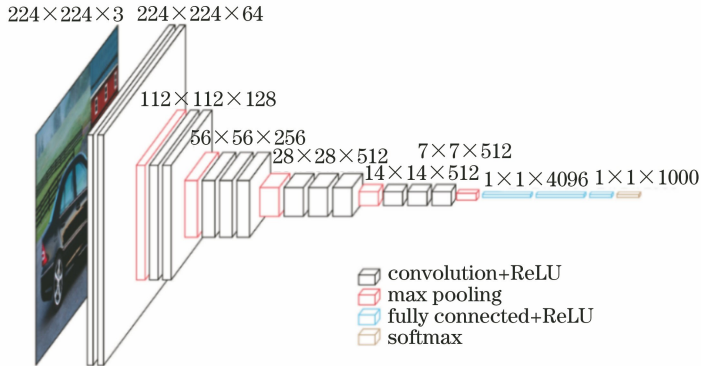 224×224×3
224×224×64
112×112×128
56×56×256
28×28×512
14×14×512
7×7×512
1×1×4096
1×1×1000
convolution+ReLU
max pooling
fully connected+ReLU
softmax